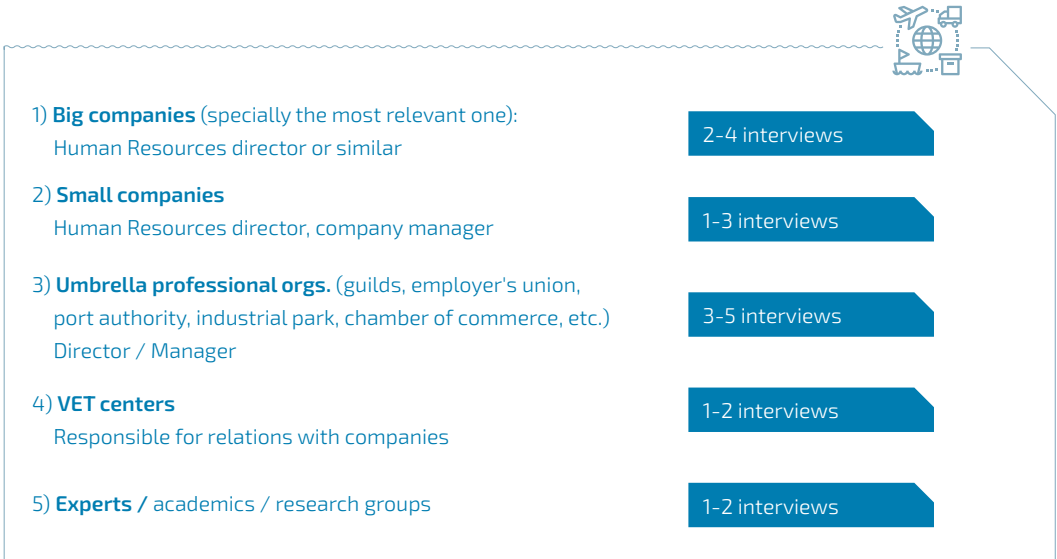 1) Big companies (specially the most relevant one):
Human Resources director or similar
2-4 interviews
2) Small companies
Human Resources director, company manager
1-3 interviews
3) Umbrella professional orgs. (guilds, employer's union,
port authority, industrial park, chamber of commerce, etc.)
Director / Manager
3-5 interviews
4) VET centers
Responsible for relations with companies
1-2 interviews
5) Experts / academics / research groups
1-2 interviews